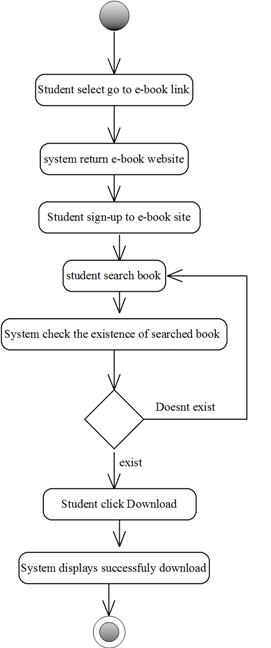 Student select go to e-book link
system return e-book website
Student sign-up to e-book site
student search book
System check the existence of searched book
Doesnt exist
exist
Student click Download
System displays successfuly download